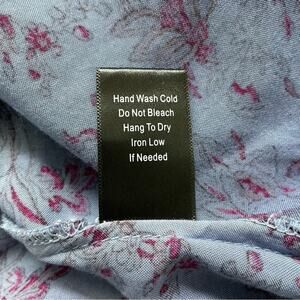 Hand Wash Cold
Do Not Bleach
Hang To Dry
Iron Low
If Needed